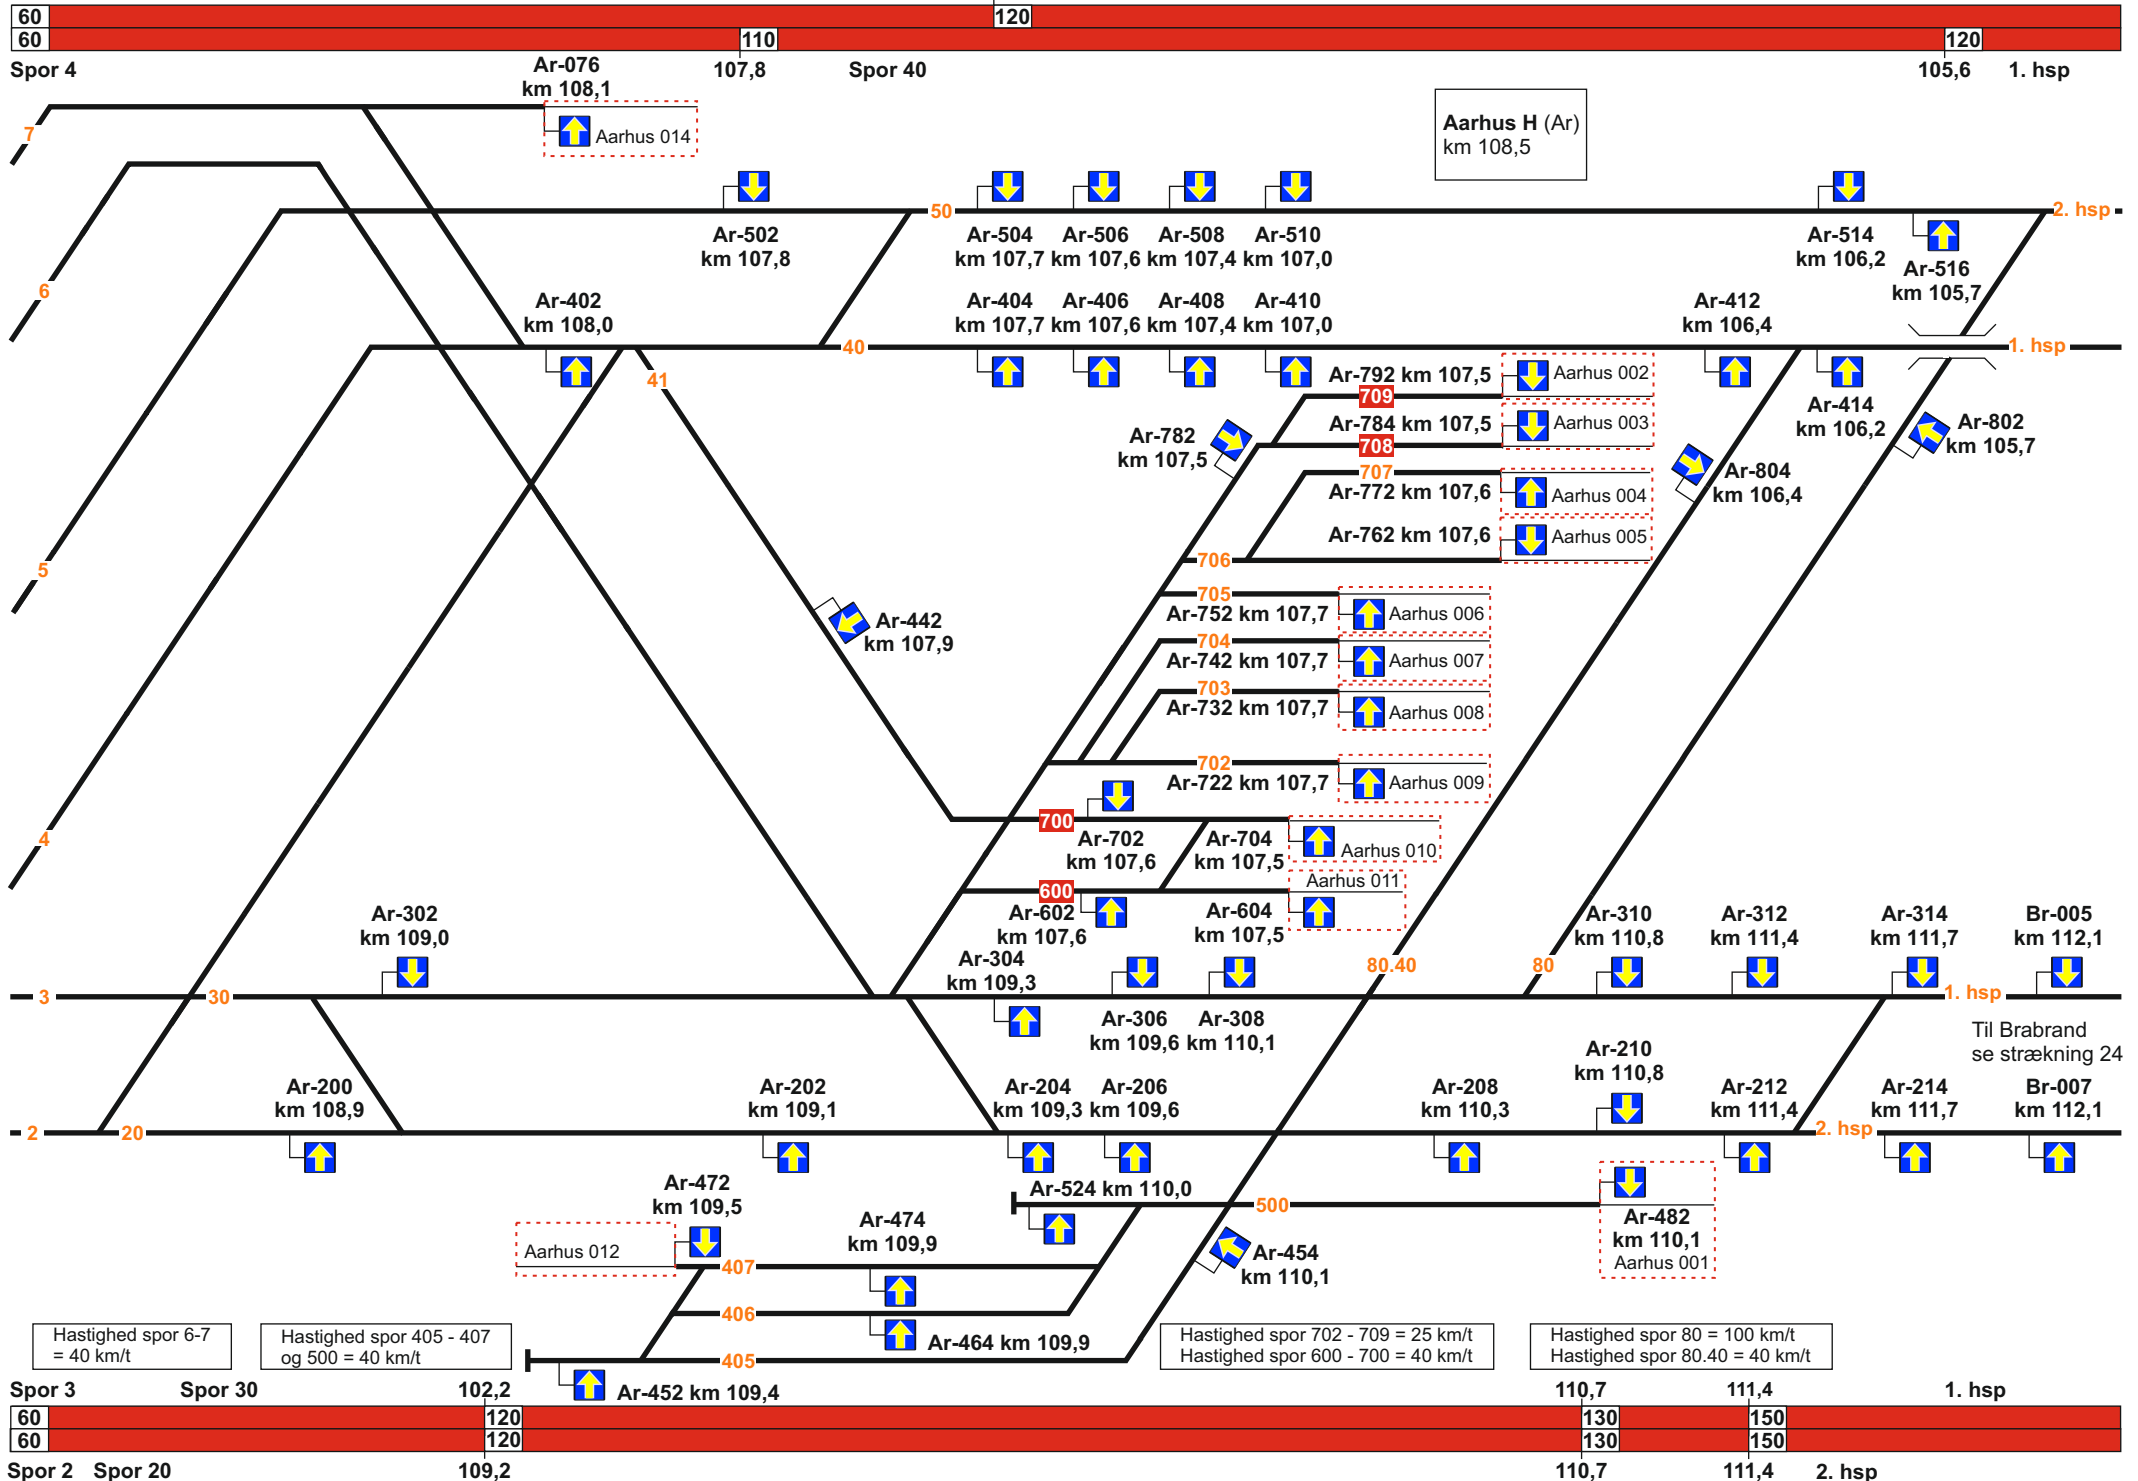 60
120
60
110
120
Spor 4
Ar-076
km 108,1
107,8
Spor 40
105,6
1. hsp
7
Aarhus 014
Aarhus H (Ar)
km 108,5
50
2. hsp
Ar-502
km 107,8
Ar-504
km 107,7
Ar-506
km 107,6
Ar-508
km 107,4
Ar-510
km 107,0
Ar-514
km 106,2
Ar-516
km 105,7
6
Ar-402
km 108,0
Ar-404
km 107,7
Ar-406
km 107,6
Ar-408
km 107,4
Ar-410
km 107,0
Ar-412
km 106,4
40
1. hsp
41
Ar-792 km 107,5
Aarhus 002
709
Ar-414
km 106,2
Ar-802
km 105,7
Ar-782
km 107,5
Ar-784 km 107,5
Aarhus 003
708
707
Ar-772 km 107,6
Aarhus 004
Ar-804
km 106,4
Ar-762 km 107,6
Aarhus 005
706
5
705
Ar-752 km 107,7
Aarhus 006
Ar-442
km 107,9
704
Ar-742 km 107,7
Aarhus 007
703
Ar-732 km 107,7
Aarhus 008
702
Ar-722 km 107,7
Aarhus 009
4
700
Ar-702
km 107,6
Ar-704
km 107,5
Aarhus 010
600
Aarhus 011
Ar-602
km 107,6
Ar-604
km 107,5
Ar-302
km 109,0
Ar-304
km 109,3
80.40
80
Ar-310
km 110,8
Ar-312
km 111,4
Ar-314
km 111,7
Br-005
km 112,1
3
30
1. hsp
Ar-306
km 109,6
Ar-308
km 110,1
Til Brabrand
se strækning 24
Ar-210
km 110,8
Ar-200
km 108,9
Ar-202
km 109,1
Ar-204
km 109,3
Ar-206
km 109,6
Ar-208
km 110,3
Ar-212
km 111,4
Ar-214
km 111,7
Br-007
km 112,1
2
20
2. hsp
Ar-472
km 109,5
Ar-524 km 110,0
500
Ar-482
km 110,1
Aarhus 001
Aarhus 012
Ar-474
km 109,9
Ar-454
km 110,1
407
406
Ar-464 km 109,9
405
Ar-452 km 109,4
Hastighed spor 6-7
= 40 km/t
Hastighed spor 405 - 407
og 500 = 40 km/t
Hastighed spor 702 - 709 = 25 km/t
Hastighed spor 600 - 700 = 40 km/t
Hastighed spor 80 = 100 km/t
Hastighed spor 80.40 = 40 km/t
Spor 3
Spor 30
102,2
110,7
111,4
1. hsp
60
120
130
150
60
120
130
150
Spor 2
Spor 20
109,2
110,7
111,4
2. hsp